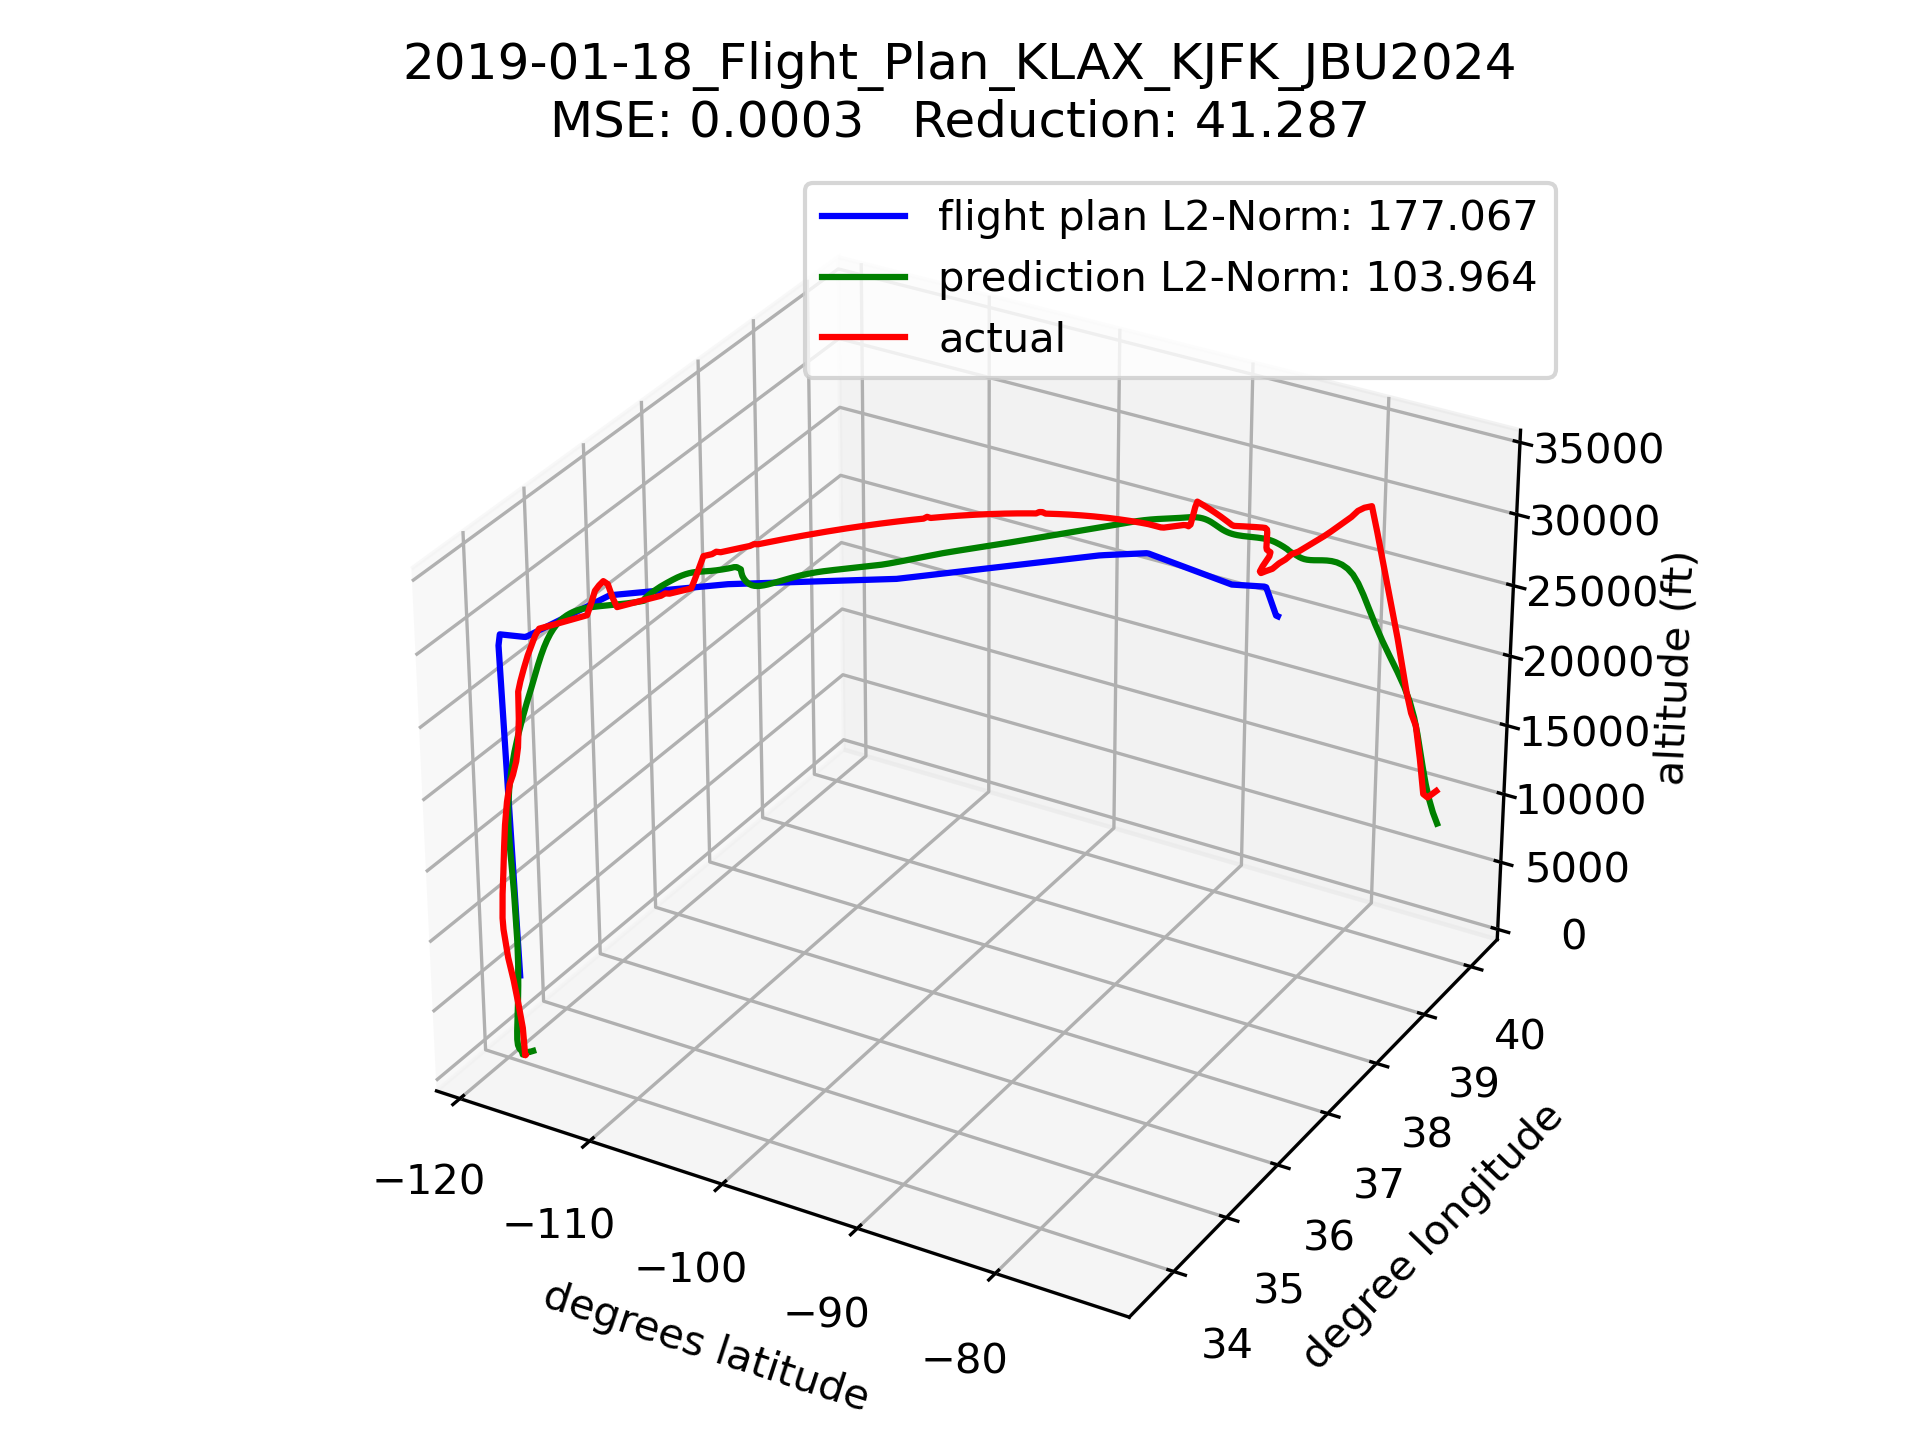 2019-01-18_Flight_Plan_KLAX_KJFK_JBU2024
MSE: 0.0003   Reduction: 41.287
flight plan L2-Norm: 177.067
prediction L2-Norm: 103.964
actual
35000
30000
25000
20000
15000
10000
5000
0
altitude (ft)
40
39
38
37
36
35
34
degree longitude
−120
−110
−100
−90
−80
degrees latitude